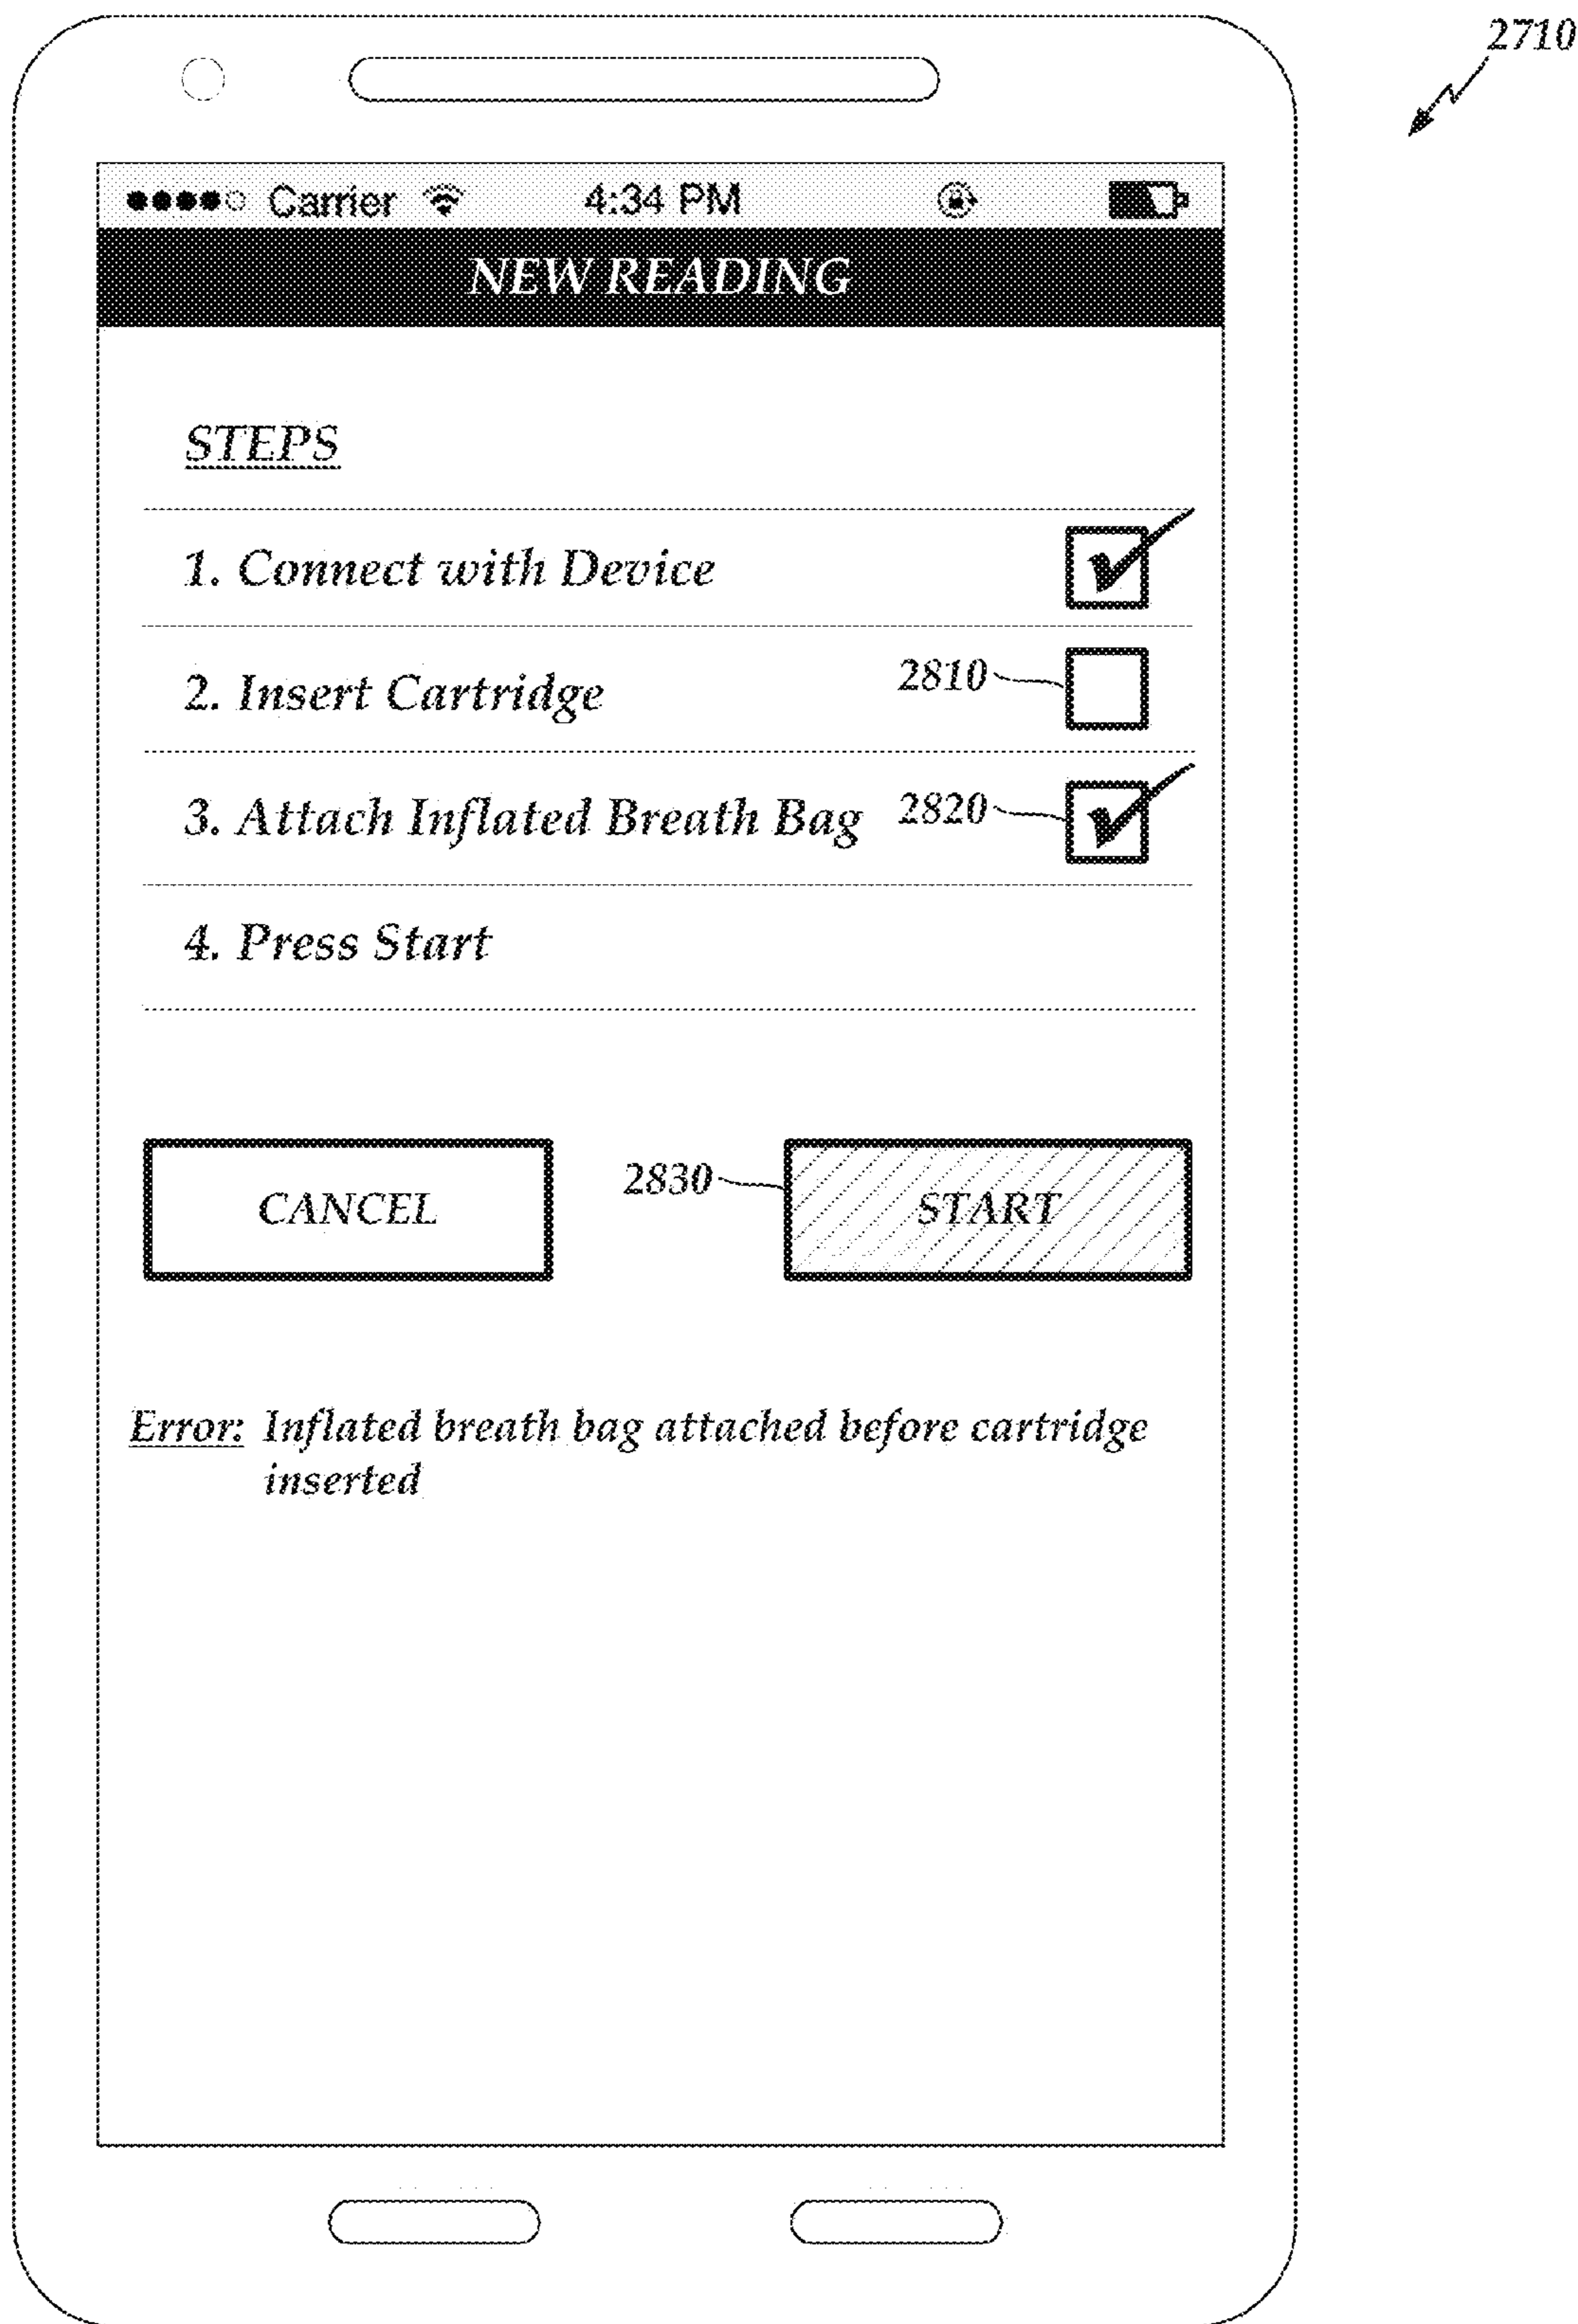 2710
Carrier 4:34 PM
NEW READING
STEPS
1. Connect with Device
2. Insert Cartridge 2810
3. Attach Inflated Breath Bag 2820
4. Press Start
CANCEL 2830 START
Error: Inflated breath bag attached before cartridge
inserted